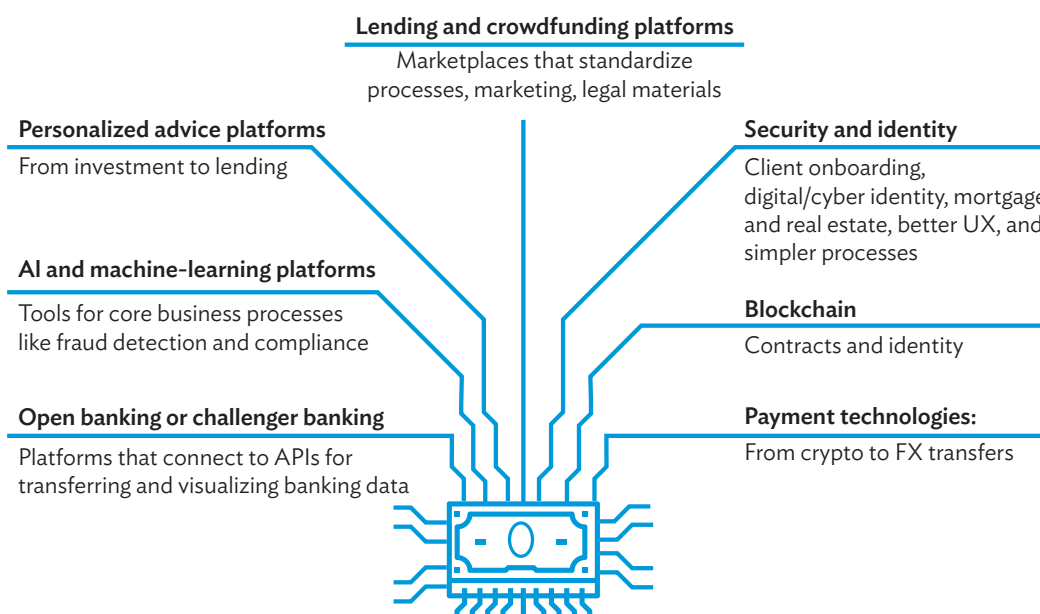 Lending and crowdfunding platforms
Marketplaces that standardize
processes, marketing, legal materials
Personalized advice platforms
From investment to lending
AI and machine-learning platforms
Tools for core business processes
like fraud detection and compliance
Open banking or challenger banking
Platforms that connect to APIs for
transferring and visualizing banking data
Security and identity
Client onboarding,
digital/cyber identity, mortgage
and real estate, better UX, and
simpler processes
Blockchain
Contracts and identity
Payment technologies:
From crypto to FX transfers